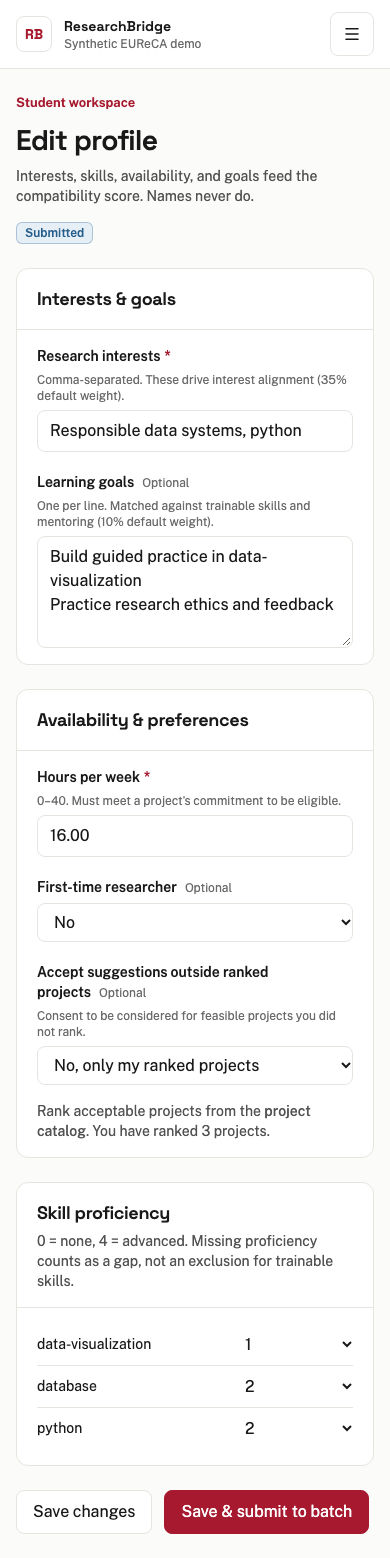 RB
ResearchBridge
Synthetic EUReCA demo
Student workspace
Edit profile
Interests, skills, availability, and goals feed the
compatibility score. Names never do.
Submitted
Interests & goals
Research interests *
Comma-separated. These drive interest alignment (35%
default weight).
Responsible data systems, python
Learning goals Optional
One per line. Matched against trainable skills and
mentoring (10% default weight).
Build guided practice in data-
visualization
Practice research ethics and feedback
Availability & preferences
Hours per week *
0–40. Must meet a project's commitment to be eligible.
16.00
First-time researcher Optional
No
Accept suggestions outside ranked
projects Optional
Consent to be considered for feasible projects you did
not rank.
No, only my ranked projects
Rank acceptable projects from the project
catalog. You have ranked 3 projects.
Skill proficiency
0 = none, 4 = advanced. Missing proficiency
counts as a gap, not an exclusion for trainable
skills.
data-visualization 1
database 2
python 2
Save changes Save & submit to batch